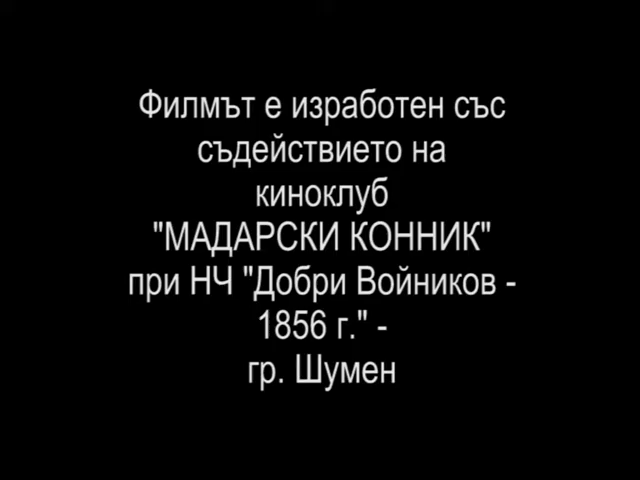 Филмът е изработен със
съдействието на
киноклуб
"МАДАРСКИ КОННИК"
при НЧ "Добри Войников -
1856 г." -
гр. Шумен